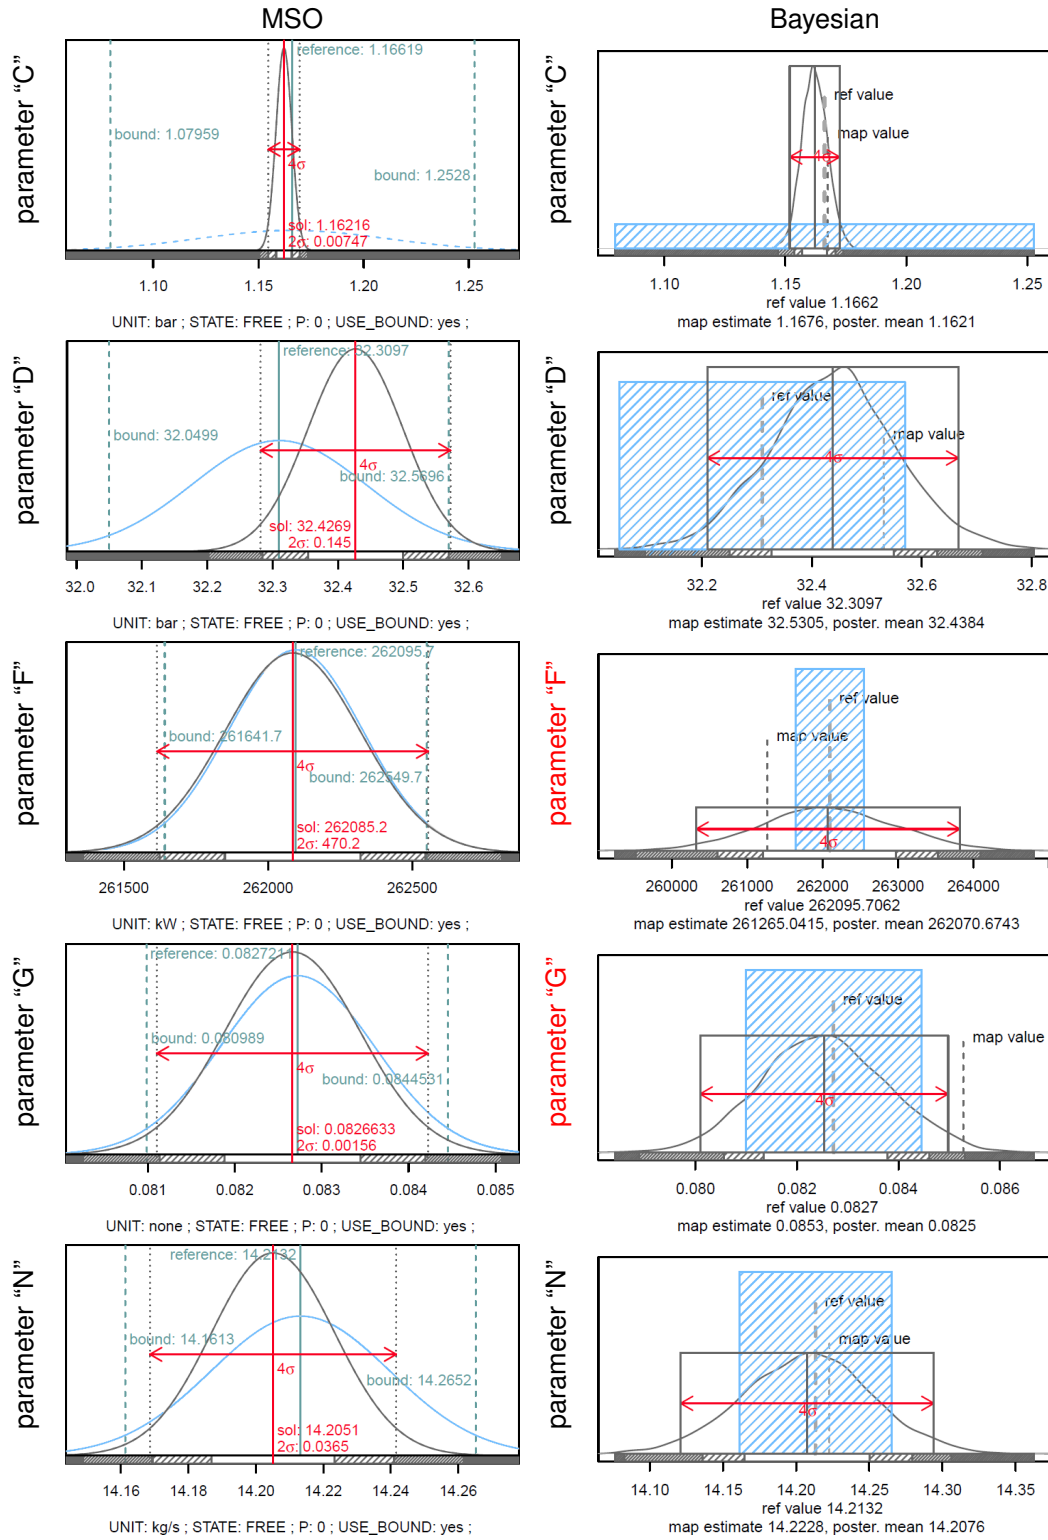 MSO
Bayesian
parameter “C”
reference: 1.16619
bound: 1.07959
bound: 1.2528
4σ
sol: 1.16216
2σ: 0.00747
1.10 1.15 1.20 1.25
UNIT: bar ; STATE: FREE ; P: 0 ; USE_BOUND: yes ;
parameter “C”
ref value
map value
4σ
1.10 1.15 1.20 1.25
ref value 1.1662
map estimate 1.1676, poster. mean 1.1621
parameter “D”
reference: 32.3097
bound: 32.0499
4σ
bound: 32.5696
sol: 32.4269
2σ: 0.145
32.0 32.1 32.2 32.3 32.4 32.5 32.6
UNIT: bar ; STATE: FREE ; P: 0 ; USE_BOUND: yes ;
parameter “D”
ref value
map value
4σ
32.2 32.4 32.6 32.8
ref value 32.3097
map estimate 32.5305, poster. mean 32.4384
parameter “F”
reference: 262095.7
bound: 261641.7
4σ
bound: 262549.7
sol: 262085.2
2σ: 470.2
261500 262000 262500
UNIT: kW ; STATE: FREE ; P: 0 ; USE_BOUND: yes ;
parameter “F”
ref value
map value
4σ
260000 261000 262000 263000 264000
ref value 262095.7062
map estimate 261265.0415, poster. mean 262070.6743
parameter “G”
reference: 0.0827211
bound: 0.080989
4σ
bound: 0.0844531
sol: 0.0826633
2σ: 0.00156
0.081 0.082 0.083 0.084 0.085
UNIT: none ; STATE: FREE ; P: 0 ; USE_BOUND: yes ;
parameter “G”
ref value
map value
4σ
0.080 0.082 0.084 0.086
ref value 0.0827
map estimate 0.0853, poster. mean 0.0825
parameter “N”
reference: 14.2132
bound: 14.1613
4σ
bound: 14.2652
sol: 14.2051
2σ: 0.0365
14.16 14.18 14.20 14.22 14.24 14.26
UNIT: kg/s ; STATE: FREE ; P: 0 ; USE_BOUND: yes ;
parameter “N”
ref value
map value
4σ
14.10 14.15 14.20 14.25 14.30 14.35
ref value 14.2132
map estimate 14.2228, poster. mean 14.2076